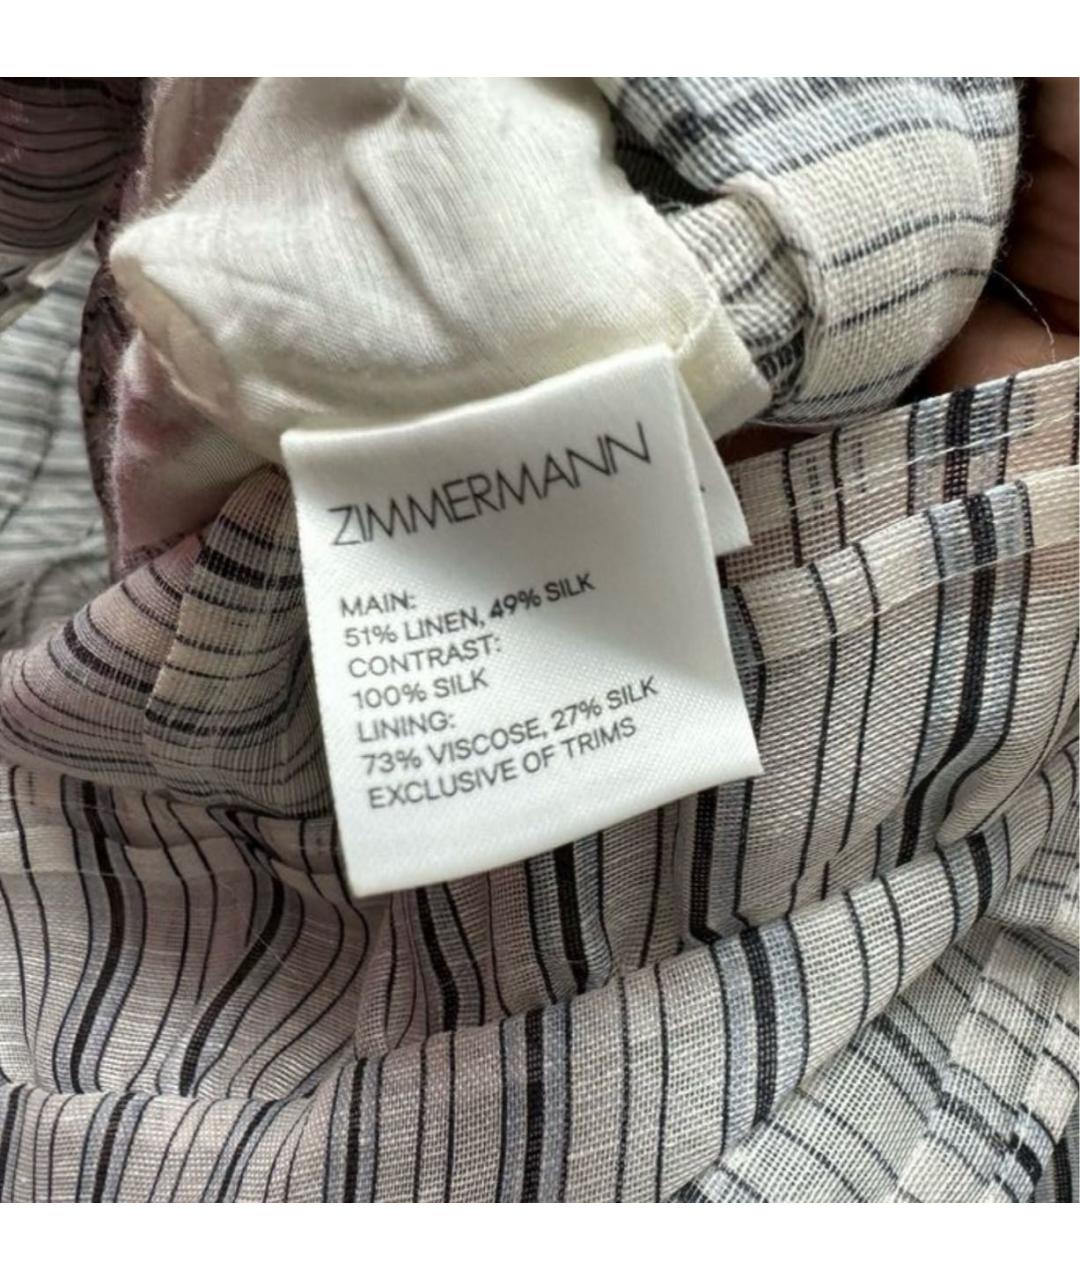 ZIMMERMANN
MAIN:
51% LINEN, 49% SILK
CONTRAST:
100% SILK
LINING:
73% VISCOSE, 27% SILK
EXCLUSIVE OF TRIMS